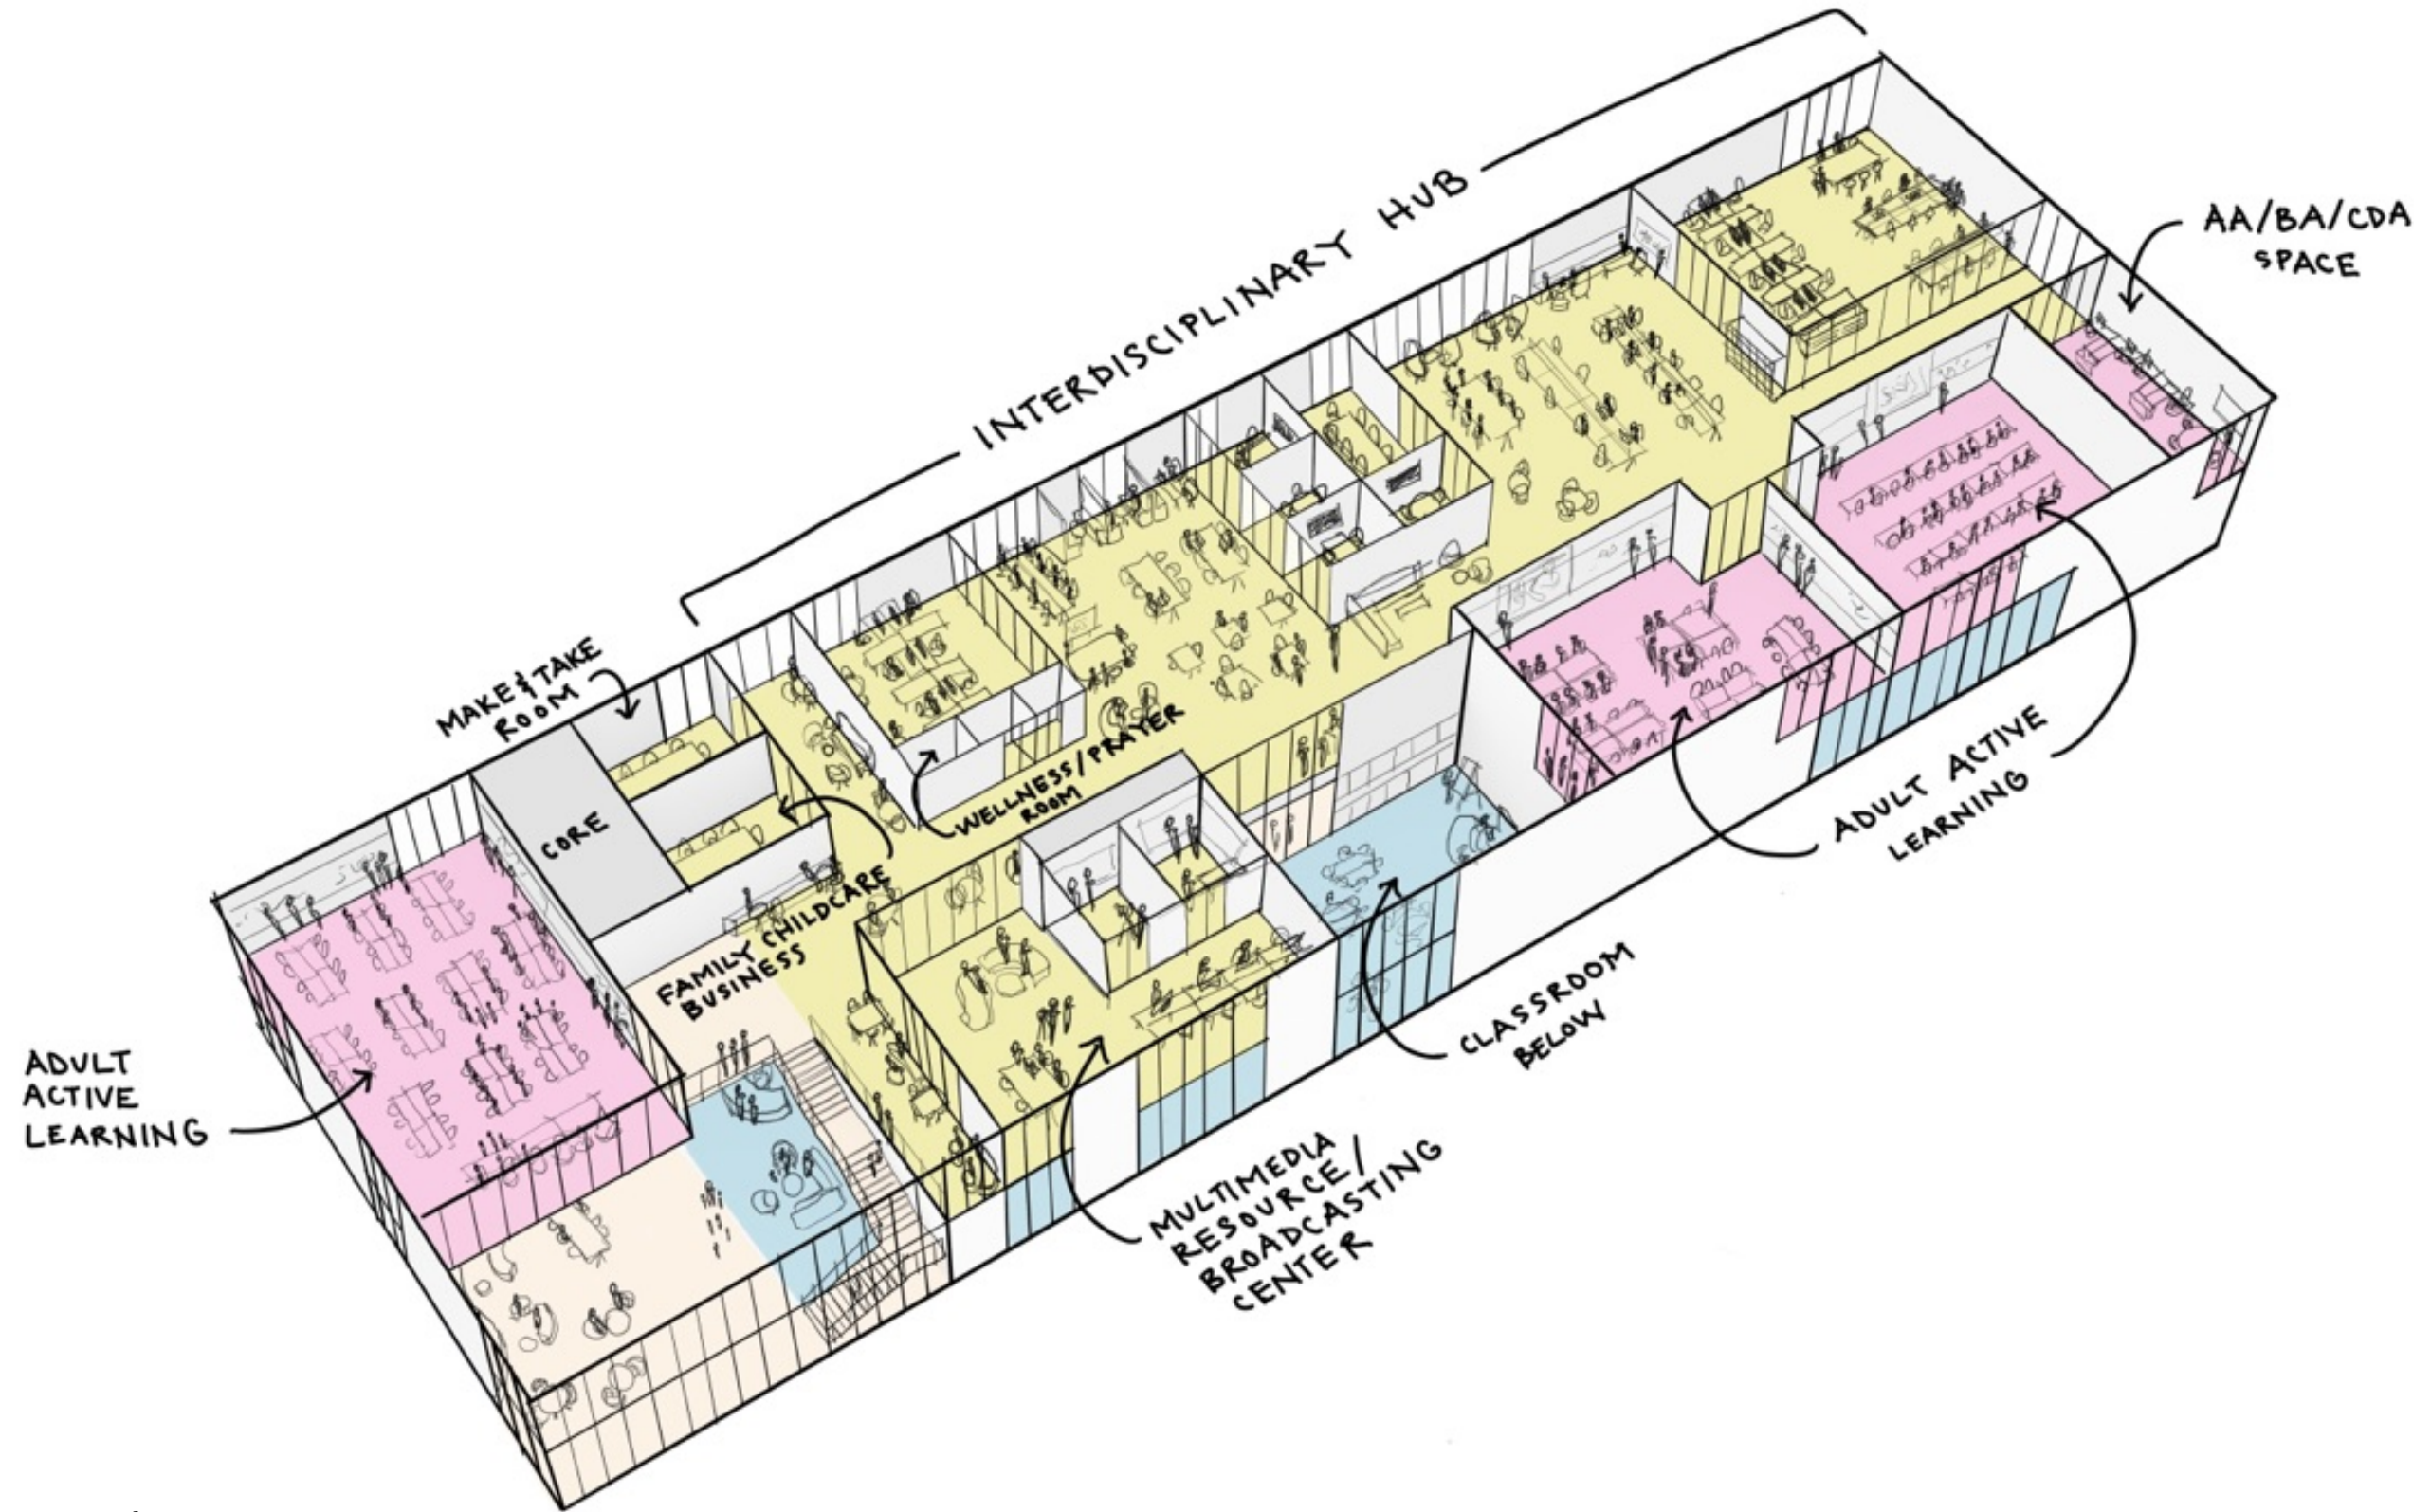 INTERDISCIPLINARY HUB
AA/BA/CDA
SPACE
MAKE & TAKE
ROOM
CORE
WELLNESS/PRAYER
ROOM
FAMILY CHILDCARE
BUSINESS
ADULT ACTIVE
LEARNING
ADULT
ACTIVE
LEARNING
CLASSROOM
BELOW
MULTIMEDIA
RESOURCE/
BROADCASTING
CENTER